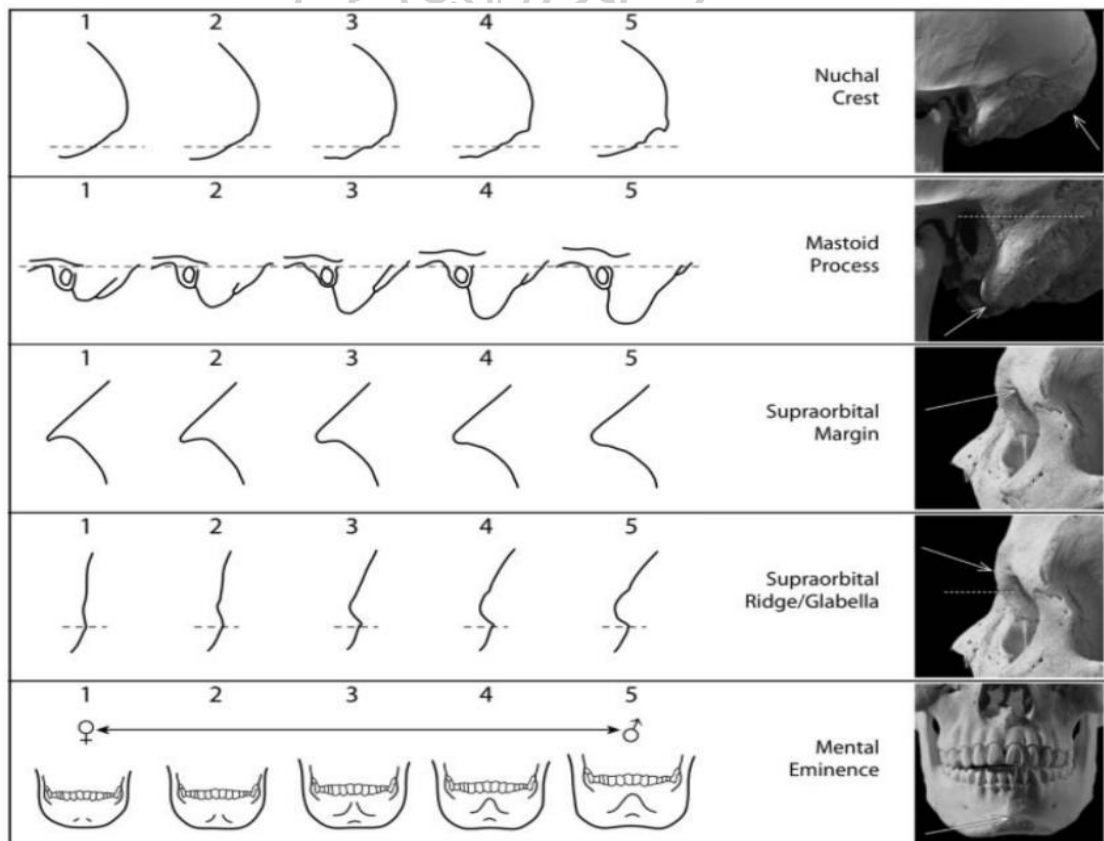 1 2 3 4 5
Nuchal
Crest
1 2 3 4 5
Mastoid
Process
1 2 3 4 5
Supraorbital
Margin
1 2 3 4 5
Supraorbital
Ridge/Glabella
1 2 3 4 5
♀ ♂
Mental
Eminence